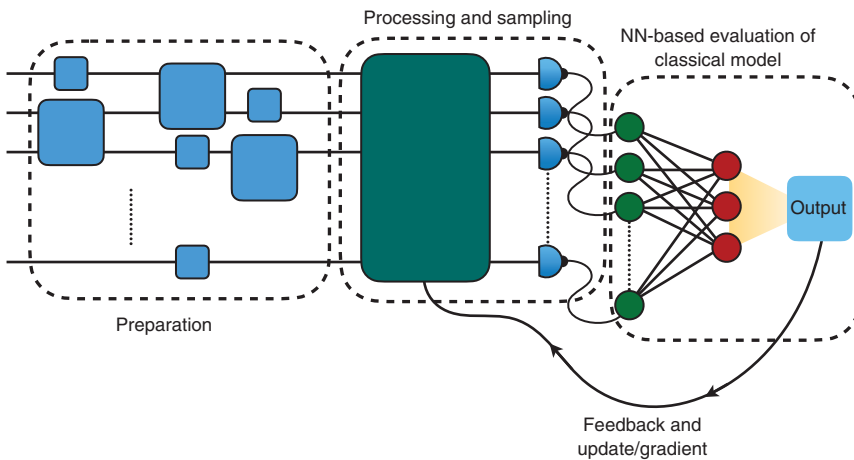 Processing and sampling
NN-based evaluation of
classical model
Output
Preparation
Feedback and
update/gradient